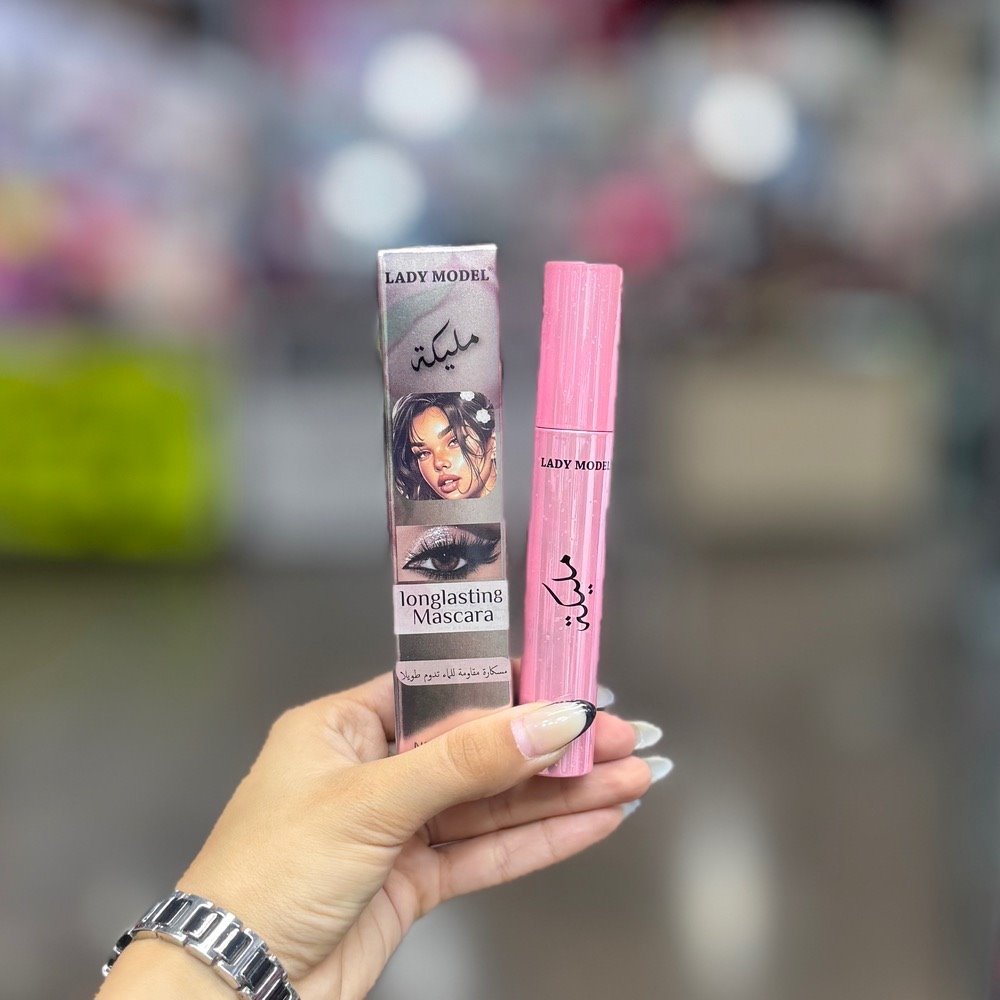 LADY MODEL
مليكة
longlasting
Mascara
مسكارة مقاومة للماء تدوم طويلا
LADY MODEL
مليكة